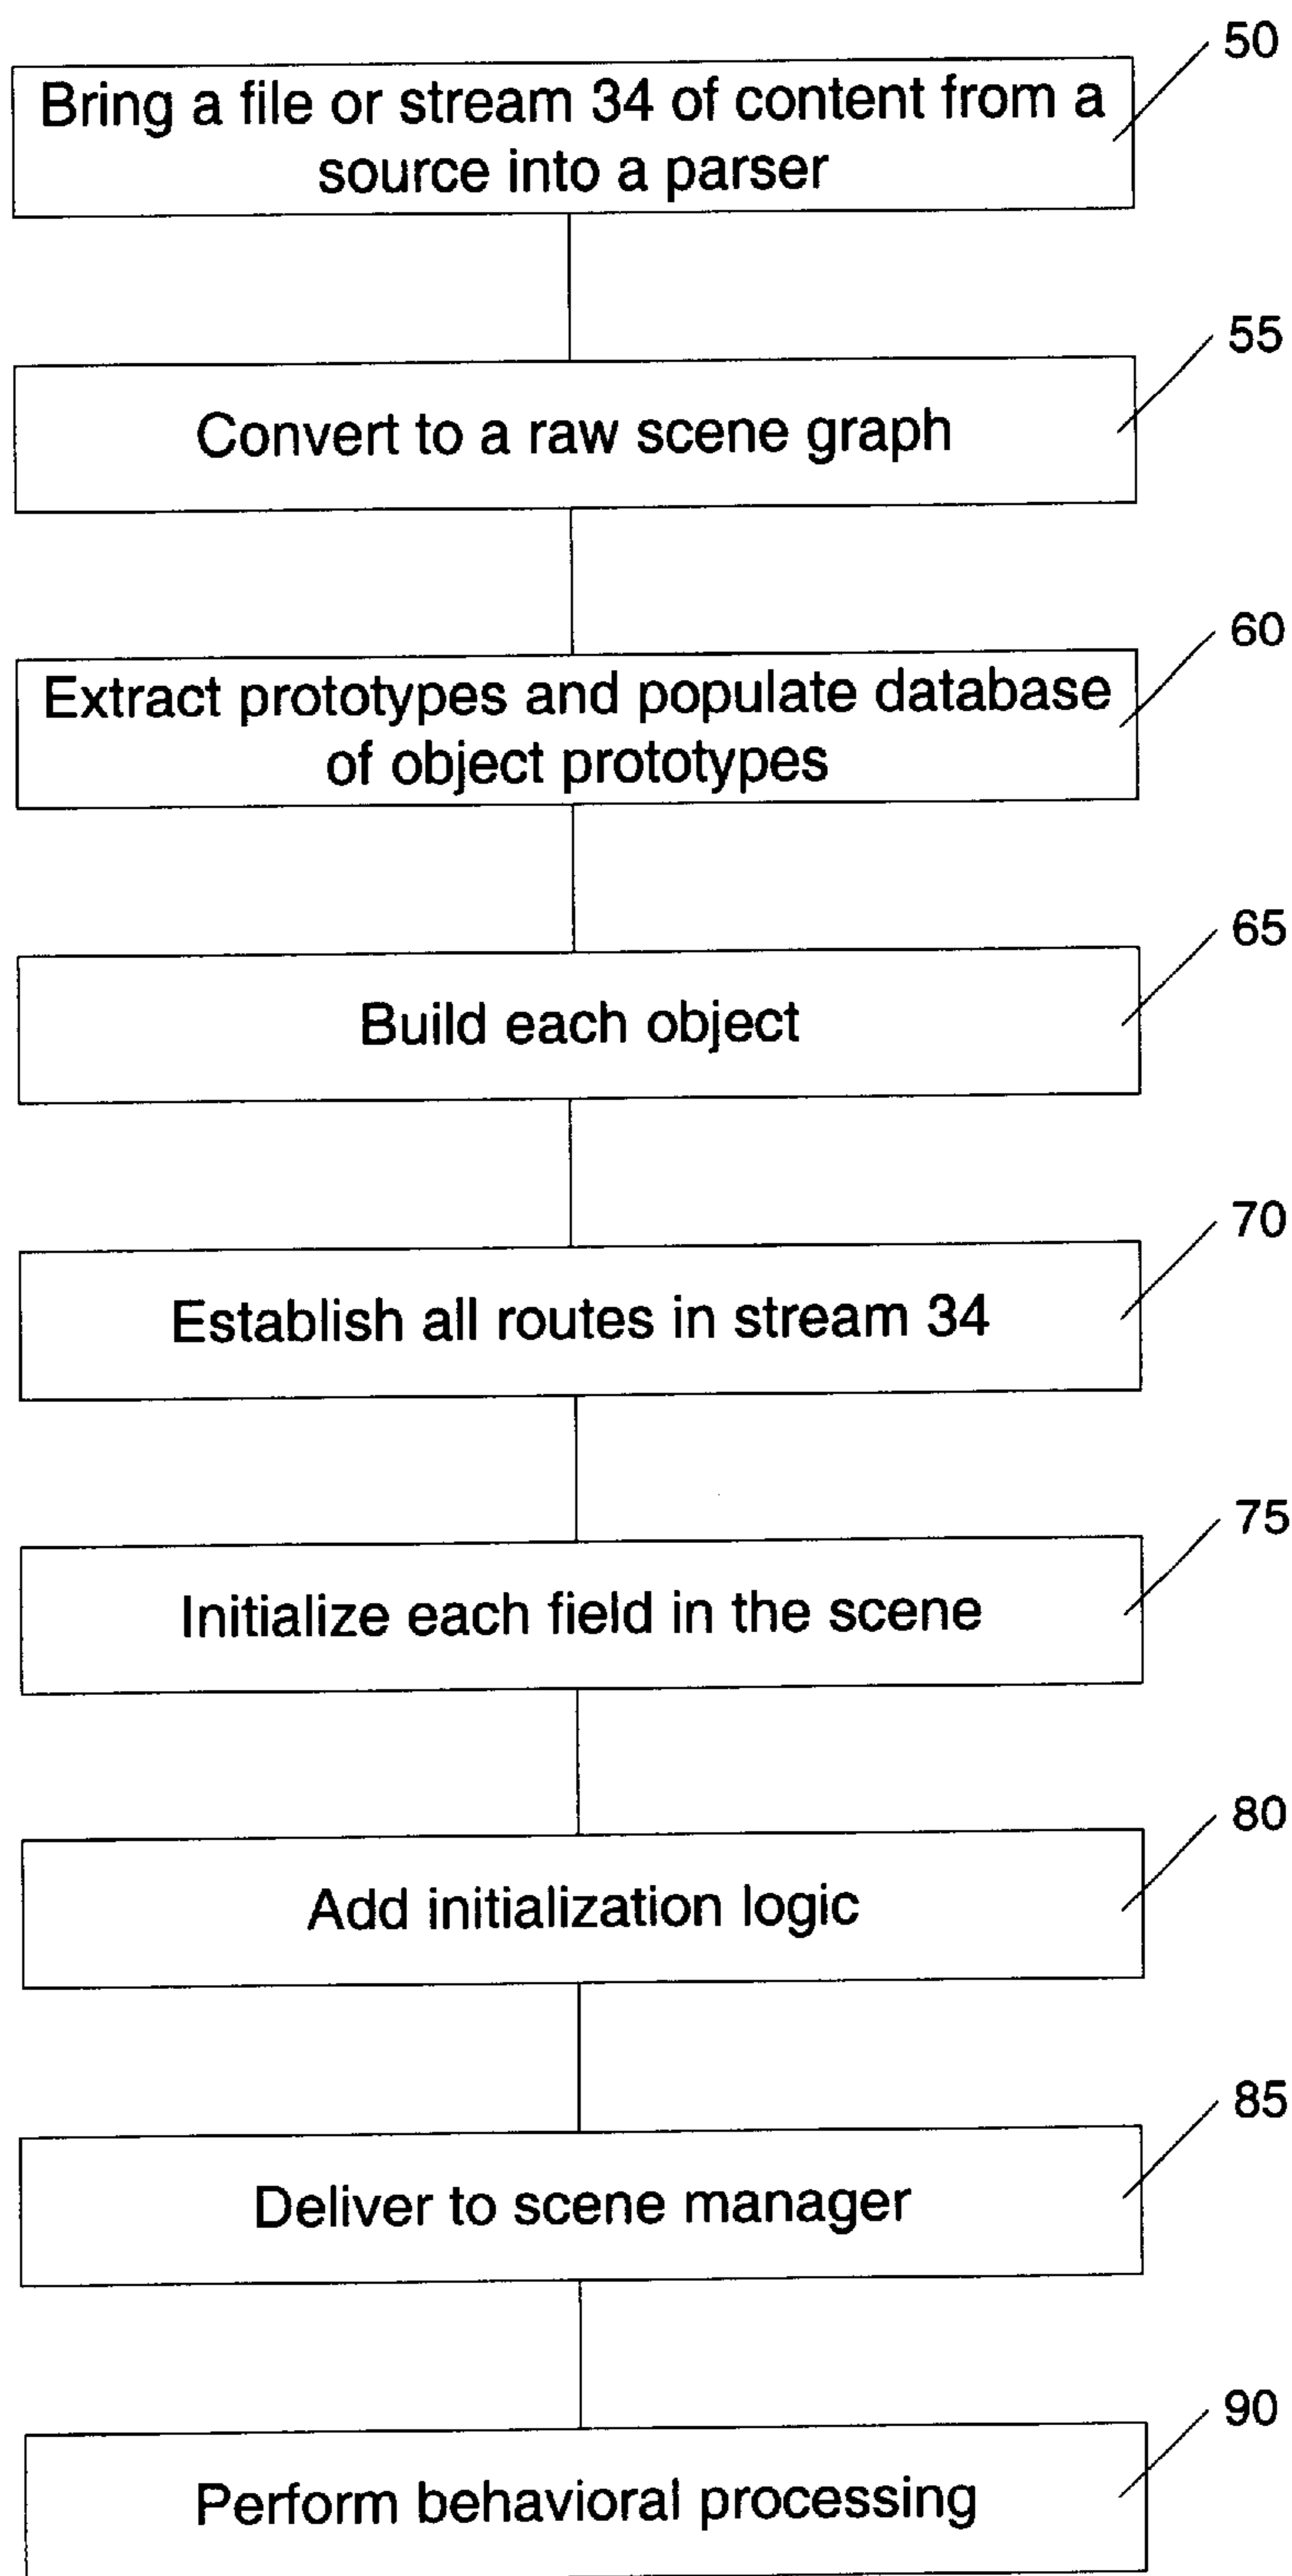 50
Bring a file or stream 34 of content from a
source into a parser
55
Convert to a raw scene graph
60
Extract prototypes and populate database
of object prototypes
65
Build each object
70
Establish all routes in stream 34
75
Initialize each field in the scene
80
Add initialization logic
85
Deliver to scene manager
90
Perform behavioral processing